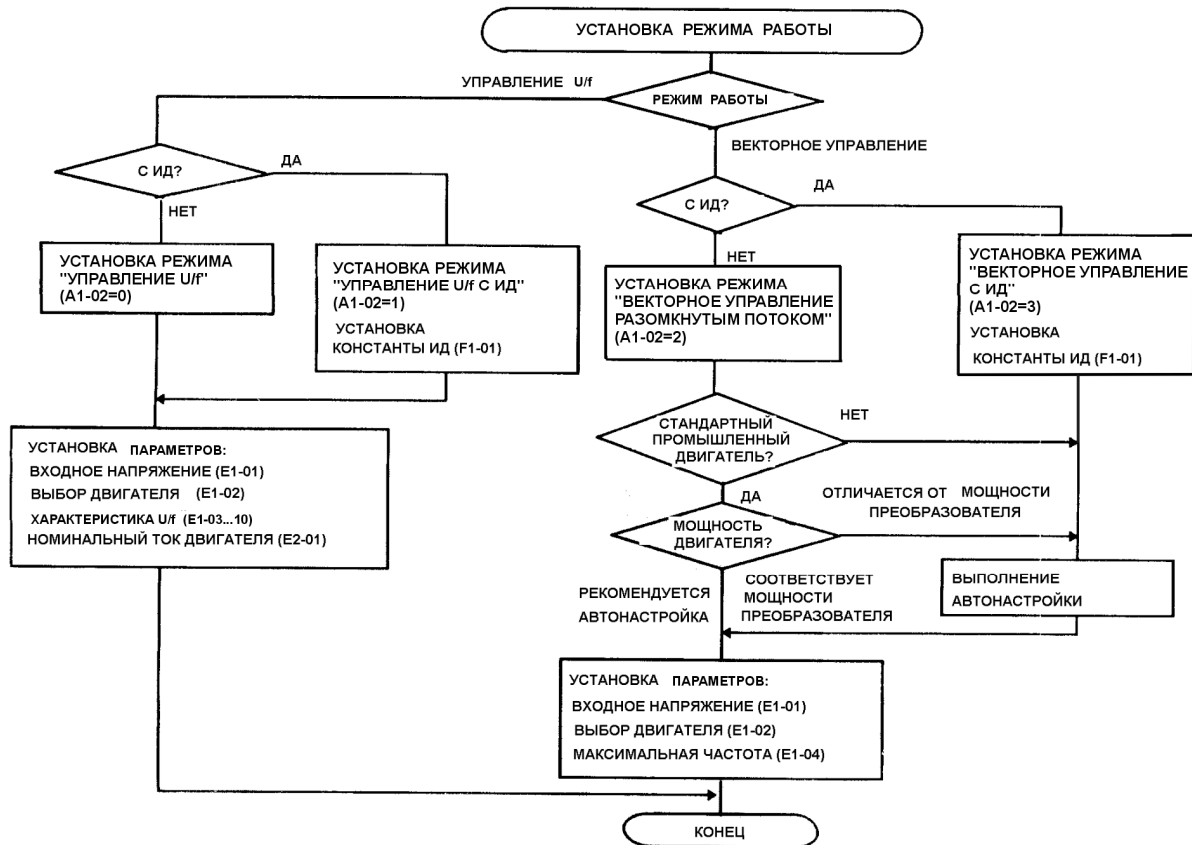 УСТАНОВКА РЕЖИМА РАБОТЫ
УПРАВЛЕНИЕ U/f
РЕЖИМ РАБОТЫ
ВЕКТОРНОЕ УПРАВЛЕНИЕ
С ИД?
ДА
НЕТ
С ИД?
ДА
НЕТ
УСТАНОВКА РЕЖИМА
"УПРАВЛЕНИЕ U/f"
(A1-02=0)
УСТАНОВКА РЕЖИМА
"УПРАВЛЕНИЕ U/f С ИД"
(A1-02=1)
УСТАНОВКА
КОНСТАНТЫ ИД (F1-01)
УСТАНОВКА РЕЖИМА
"ВЕКТОРНОЕ УПРАВЛЕНИЕ
РАЗОМКНУТЫМ ПОТОКОМ"
(A1-02=2)
УСТАНОВКА РЕЖИМА
"ВЕКТОРНОЕ УПРАВЛЕНИЕ
С ИД"
(A1-02=3)
УСТАНОВКА
КОНСТАНТЫ ИД (F1-01)
СТАНДАРТНЫЙ
ПРОМЫШЛЕННЫЙ
ДВИГАТЕЛЬ?
НЕТ
ДА
УСТАНОВКА ПАРАМЕТРОВ:
ВХОДНОЕ НАПРЯЖЕНИЕ (E1-01)
ВЫБОР ДВИГАТЕЛЯ (E1-02)
ХАРАКТЕРИСТИКА U/f (E1-03...10)
НОМИНАЛЬНЫЙ ТОК ДВИГАТЕЛЯ (E2-01)
МОЩНОСТЬ
ДВИГАТЕЛЯ?
ОТЛИЧАЕТСЯ ОТ МОЩНОСТИ
ПРЕОБРАЗОВАТЕЛЯ
РЕКОМЕНДУЕТСЯ
АВТОНАСТРОЙКА
СООТВЕТСТВУЕТ
МОЩНОСТИ
ПРЕОБРАЗОВАТЕЛЯ
ВЫПОЛНЕНИЕ
АВТОНАСТРОЙКИ
УСТАНОВКА ПАРАМЕТРОВ:
ВХОДНОЕ НАПРЯЖЕНИЕ (E1-01)
ВЫБОР ДВИГАТЕЛЯ (E1-02)
МАКСИМАЛЬНАЯ ЧАСТОТА (E1-04)
КОНЕЦ